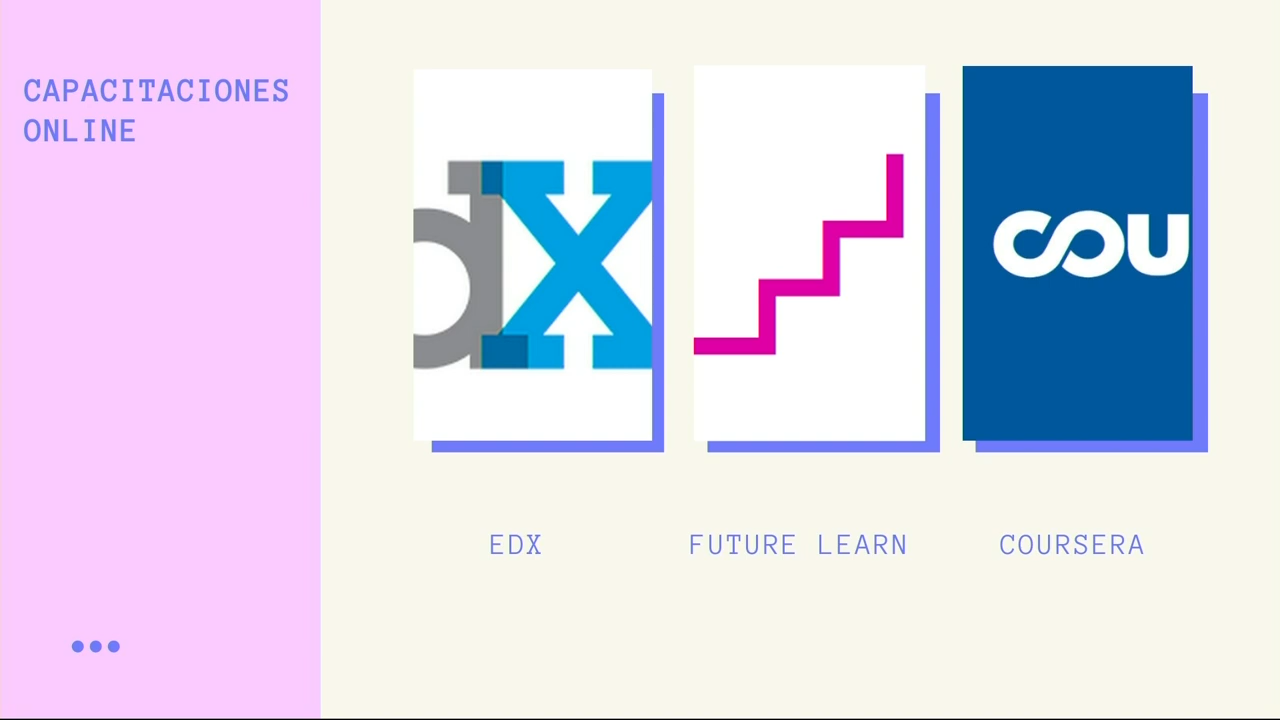 CAPACITACIONES
ONLINE
dX
COU
EDX
FUTURE LEARN
COURSERA